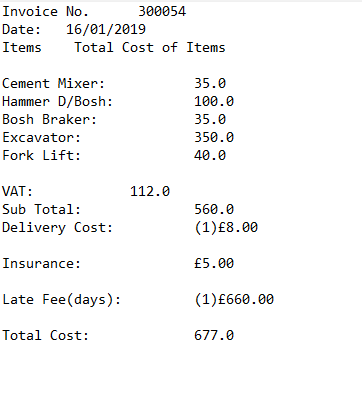 Invoice No. 300054
Date: 16/01/2019
Items Total Cost of Items
Cement Mixer: 35.0
Hammer D/Bosh: 100.0
Bosh Braker: 35.0
Excavator: 350.0
Fork Lift: 40.0
VAT: 112.0
Sub Total: 560.0
Delivery Cost: (1)£8.00
Insurance: £5.00
Late Fee(days): (1)£660.00
Total Cost: 677.0